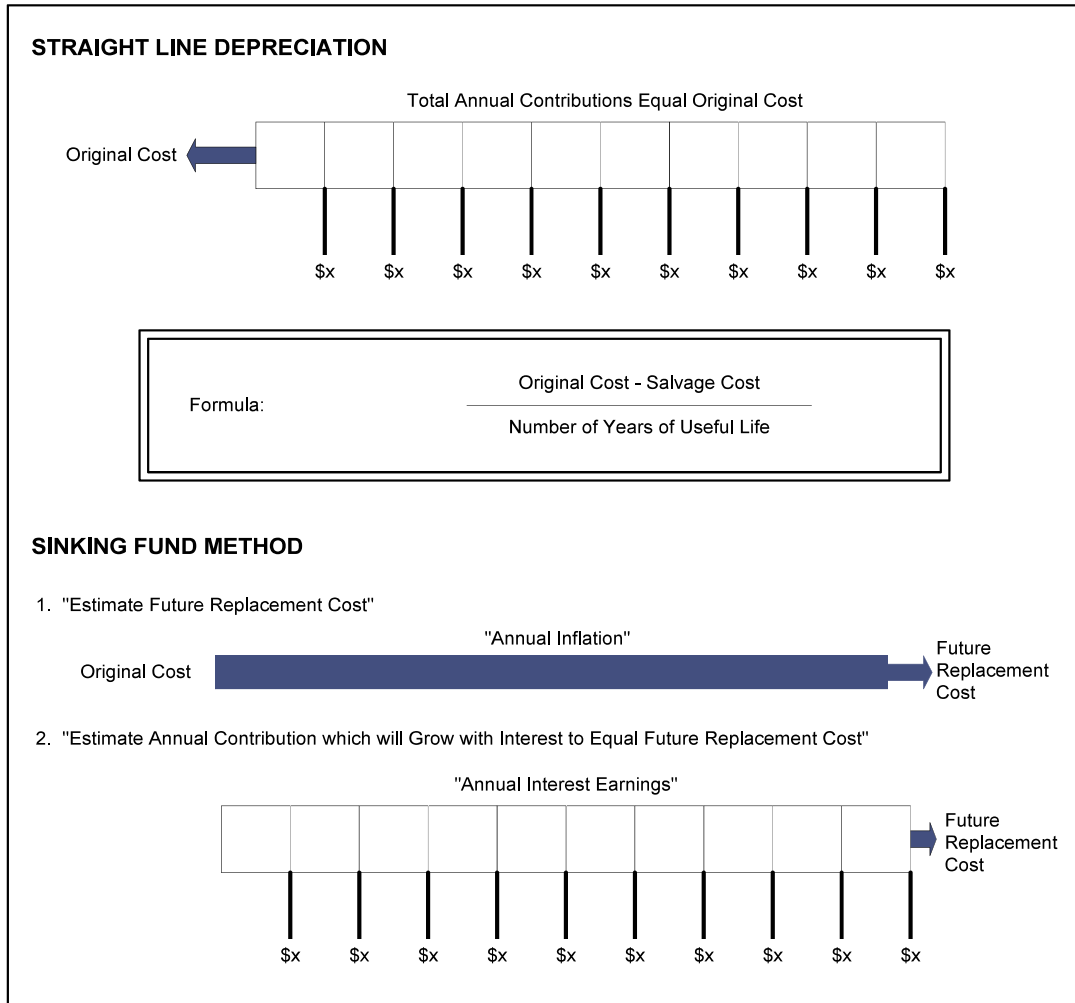 STRAIGHT LINE DEPRECIATION
Total Annual Contributions Equal Original Cost
Original Cost
$x $x $x $x $x $x $x $x $x $x
Formula:
Original Cost - Salvage Cost
Number of Years of Useful Life
SINKING FUND METHOD
1. "Estimate Future Replacement Cost"
"Annual Inflation"
Original Cost
Future
Replacement
Cost
2. "Estimate Annual Contribution which will Grow with Interest to Equal Future Replacement Cost"
"Annual Interest Earnings"
Future
Replacement
Cost
$x $x $x $x $x $x $x $x $x $x